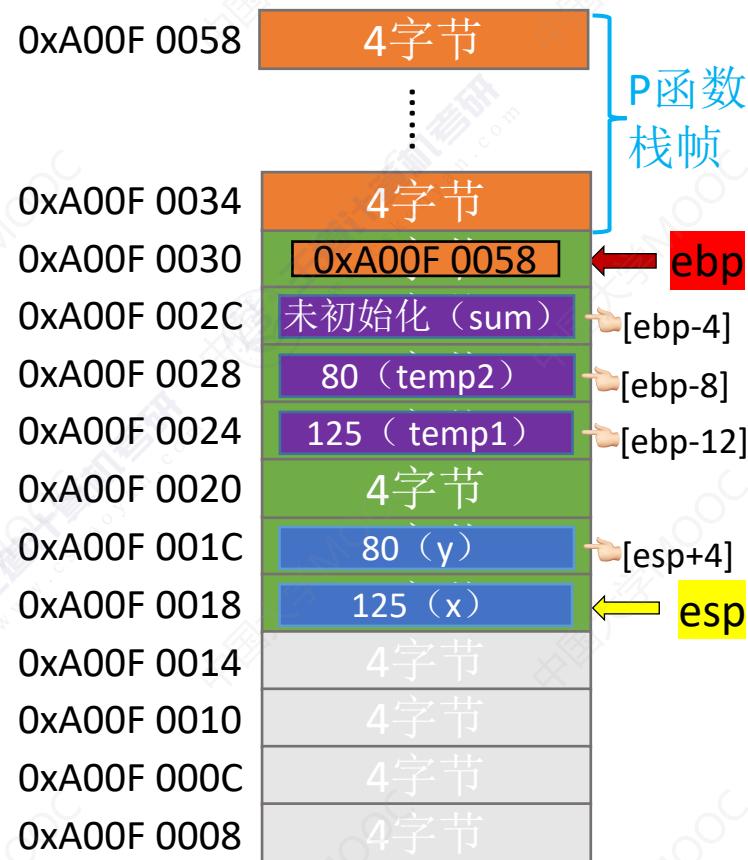 0xA00F 0058 4字节
P函数
栈帧
0xA00F 0034 4字节
0xA00F 0030 0xA00F 0058 ebp
0xA00F 002C 未初始化（sum） [ebp-4]
0xA00F 0028 80（temp2） [ebp-8]
0xA00F 0024 125（ temp1） [ebp-12]
0xA00F 0020 4字节
0xA00F 001C 80（y） [esp+4]
0xA00F 0018 125（x） esp
0xA00F 0014 4字节
0xA00F 0010 4字节
0xA00F 000C 4字节
0xA00F 0008 4字节